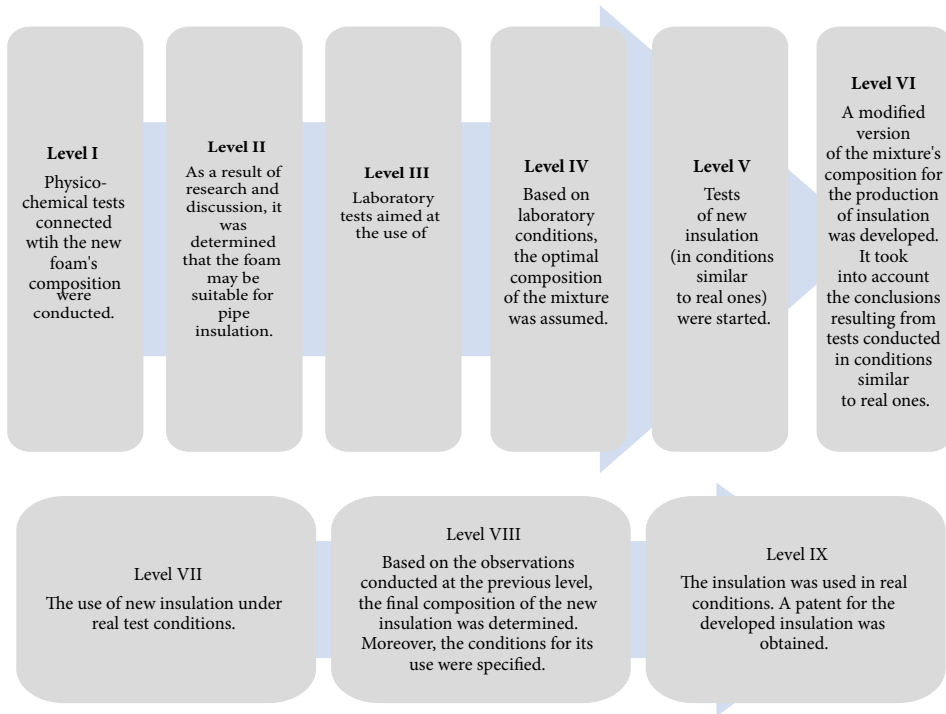 Level I
Physico-
chemical tests
connected
wtih the new
foam's
composition
were
conducted.
Level II
As a result of
research and
discussion, it
was
determined
that the foam
may be
suitable for
pipe
insulation.
Level III
Laboratory
tests aimed at
the use of
Level IV
Based on
laboratory
conditions,
the optimal
composition
of the mixture
was assumed.
Level V
Tests
of new
insulation
(in conditions
similar
to real ones)
were started.
Level VI
A modified
version
of the mixture's
composition for
the production
of insulation
was developed.
It took
into account
the conclusions
resulting from
tests conducted
in conditions
similar
to real ones.
Level VII
The use of new insulation under
real test conditions.
Level VIII
Based on the observations
conducted at the previous level,
the final composition of the new
insulation was determined.
Moreover, the conditions for its
use were specified.
Level IX
The insulation was used in real
conditions. A patent for the
developed insulation was
obtained.